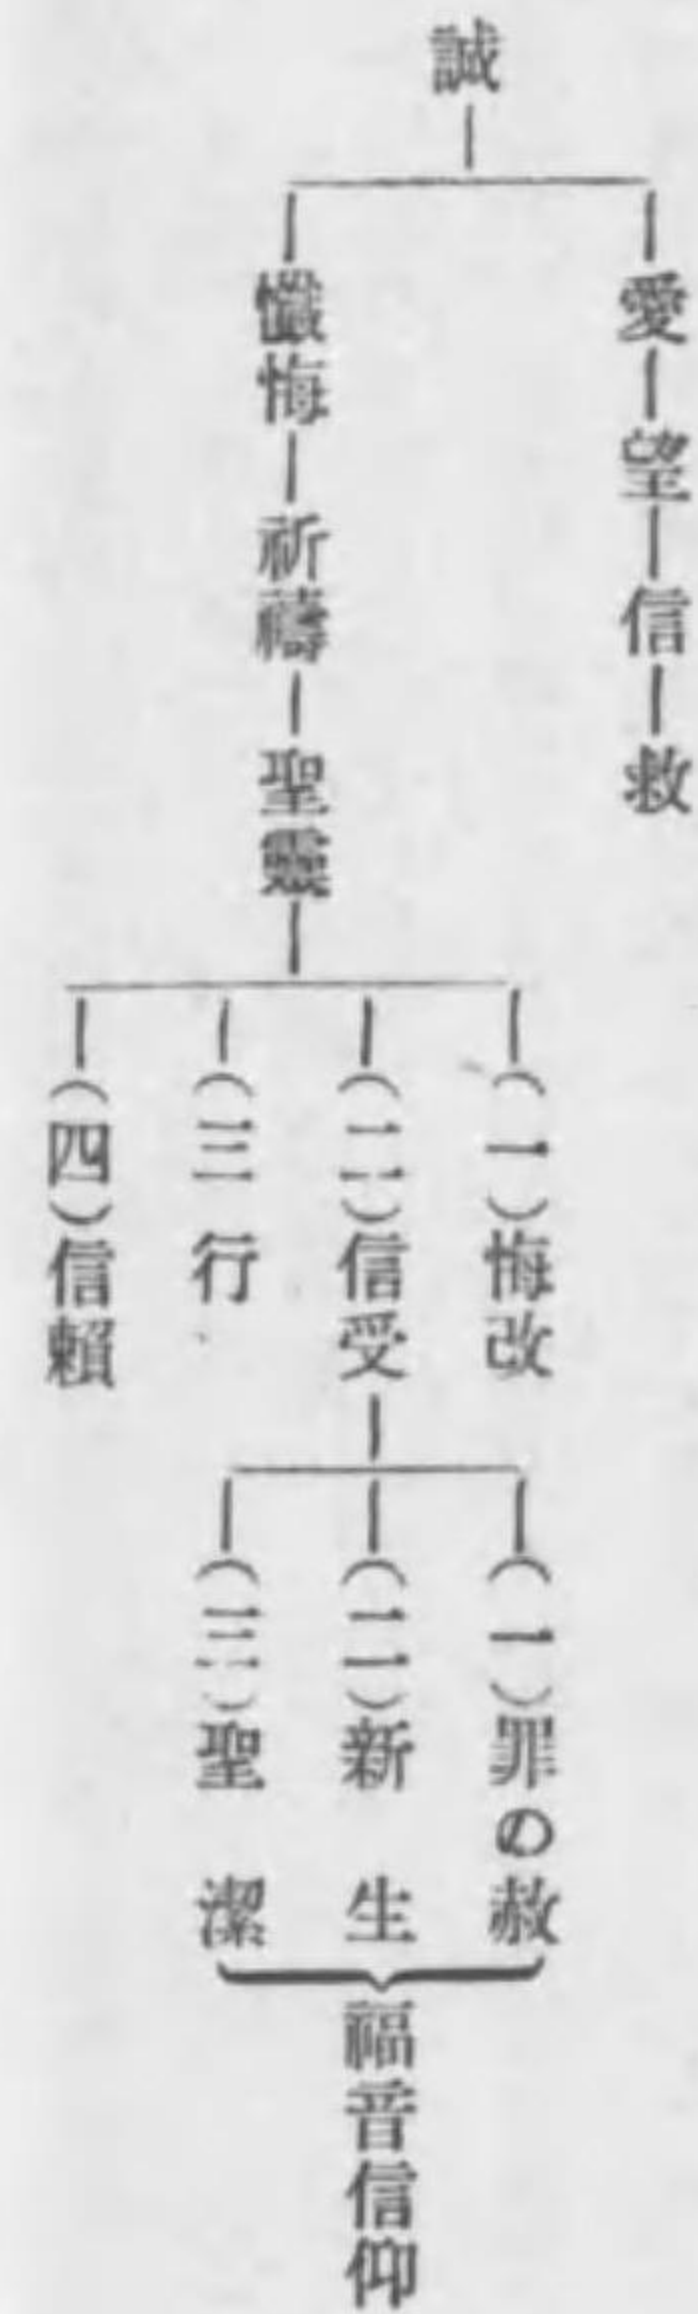 誠
愛―望―信―救
懺悔―祈禱―聖靈
(一)悔改
(二)信受
(三 行
(四)信賴
(一)罪の赦
(二)新生
(三)聖潔
福音信仰